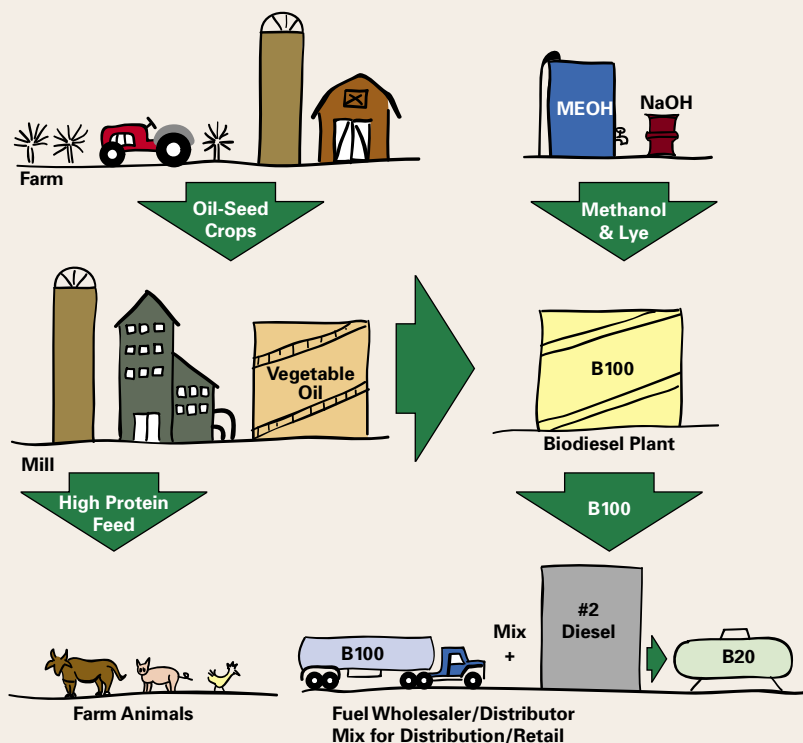 MEOH
NaOH
Farm
Oil-Seed
Crops
Methanol
& Lye
Vegetable
Oil
B100
Mill
Biodiesel Plant
High Protein
Feed
B100
B100
Mix
+
#2
Diesel
B20
Farm Animals
Fuel Wholesaler/Distributor
Mix for Distribution/Retail